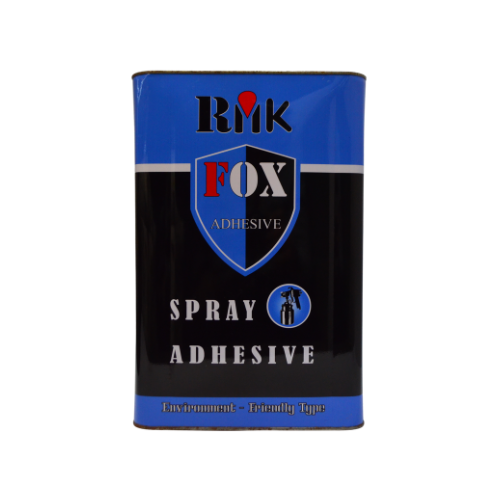 RMK
FOX
ADHESIVE
SPRAY
ADHESIVE
Environment - Friendly Type